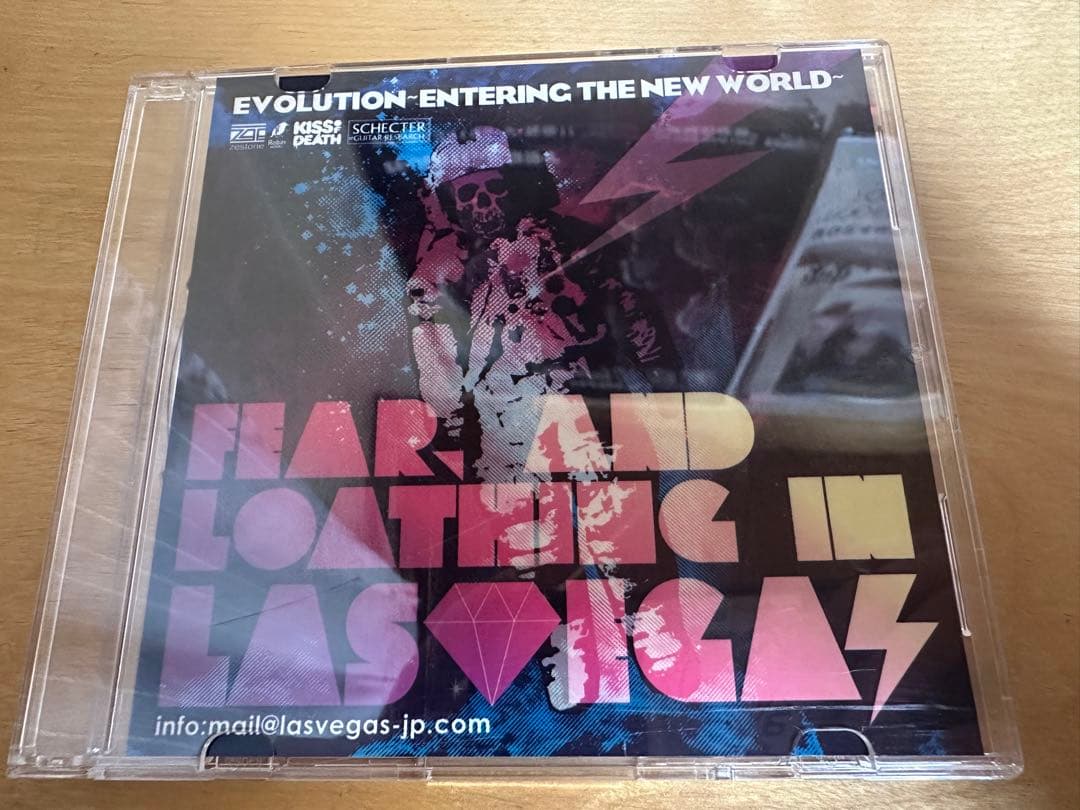 EVOLUTION~ENTERING THE NEW WORLD~
zestone
KISS OF DEATH
SCHECTER
GUITAR RESEARCH
FEAR, AND
LOATHING IN
LAS VEGAS
info:mail@lasvegas-jp.com